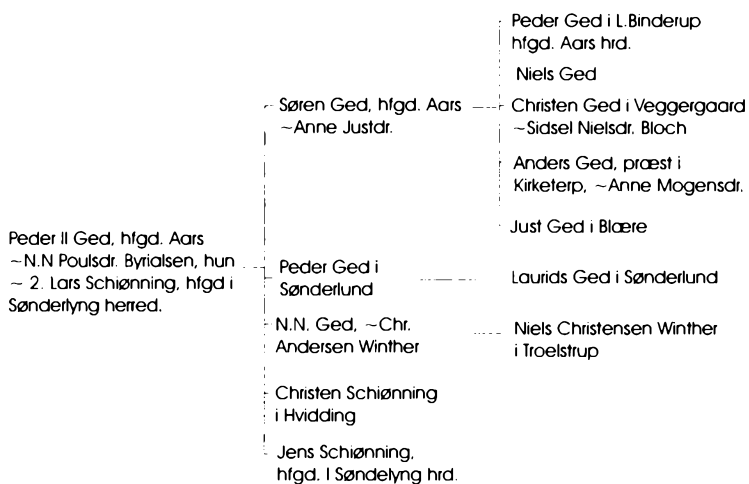 Peder II Ged, hfgd. Aars
~N.N Poulsdr. Byrialsen, hun
~ 2. Lars Schiønning, hfgd i
Sønderlyng herred.
Søren Ged, hfgd. Aars
~Anne Justdr.
Peder Ged i
Sønderlund
N.N. Ged, ~Chr.
Andersen Winther
Christen Schiønning
i Hvidding
Jens Schiønning,
hfgd. I Søndelyng hrd.
Peder Ged i L.Binderup
hfgd. Aars hrd.
Niels Ged
Christen Ged i Veggergaard
~Sidsel Nielsdr. Bloch
Anders Ged, præst i
Kirketerp, ~Anne Mogensdr.
Just Ged i Blære
Laurids Ged i Sønderlund
Niels Christensen Winther
i Troelstrup